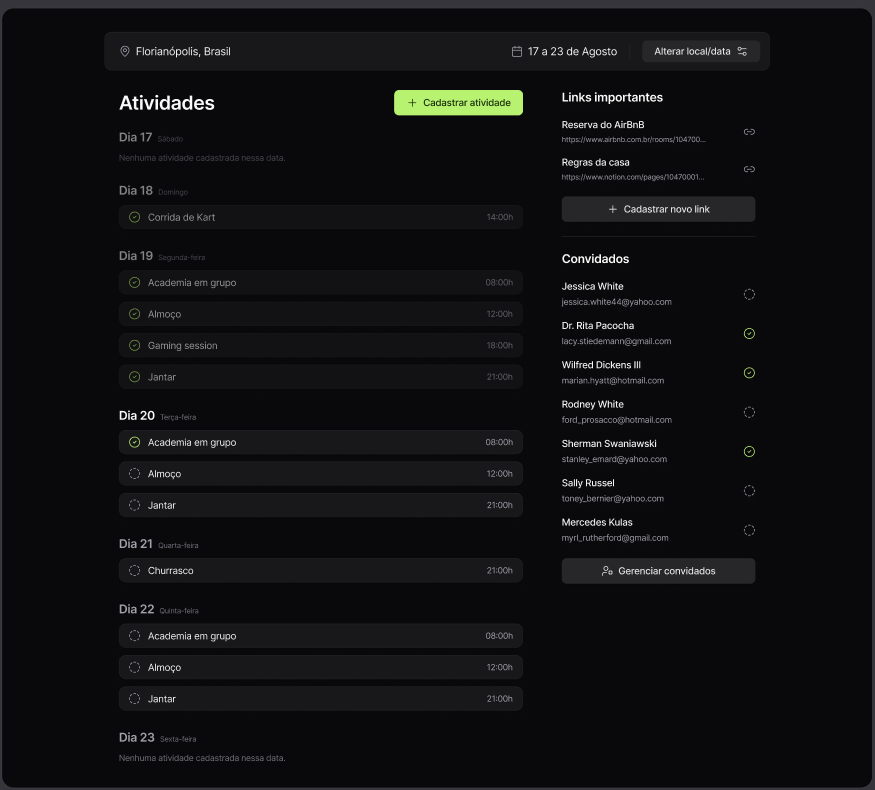 Florianópolis, Brasil
17 a 23 de Agosto
Alterar local/data
Atividades
Cadastrar atividade
Dia 17 Sábado
Nenhuma atividade cadastrada nessa data.
Dia 18 Domingo
Corrida de Kart 14:00h
Dia 19 Segunda-feira
Academia em grupo 08:00h
Almoço 12:00h
Gaming session 18:00h
Jantar 21:00h
Dia 20 Terça-feira
Academia em grupo 08:00h
Almoço 12:00h
Jantar 21:00h
Dia 21 Quarta-feira
Churrasco 21:00h
Dia 22 Quinta-feira
Academia em grupo 08:00h
Almoço 12:00h
Jantar 21:00h
Dia 23 Sexta-feira
Nenhuma atividade cadastrada nessa data.
Links importantes
Reserva do AirBnB
https://www.airbnb.com.br/rooms/104700...
Regras da casa
https://www.notion.com/pages/10470001...
Cadastrar novo link
Convidados
Jessica White
jessica.white44@yahoo.com
Dr. Rita Pacocha
lacy.stiedemann@gmail.com
Wilfred Dickens III
marian.hyatt@hotmail.com
Rodney White
ford_prosacco@hotmail.com
Sherman Swaniawski
stanley_emard@yahoo.com
Sally Russel
toney_bernier@yahoo.com
Mercedes Kulas
myrl_rutherford@gmail.com
Gerenciar convidados